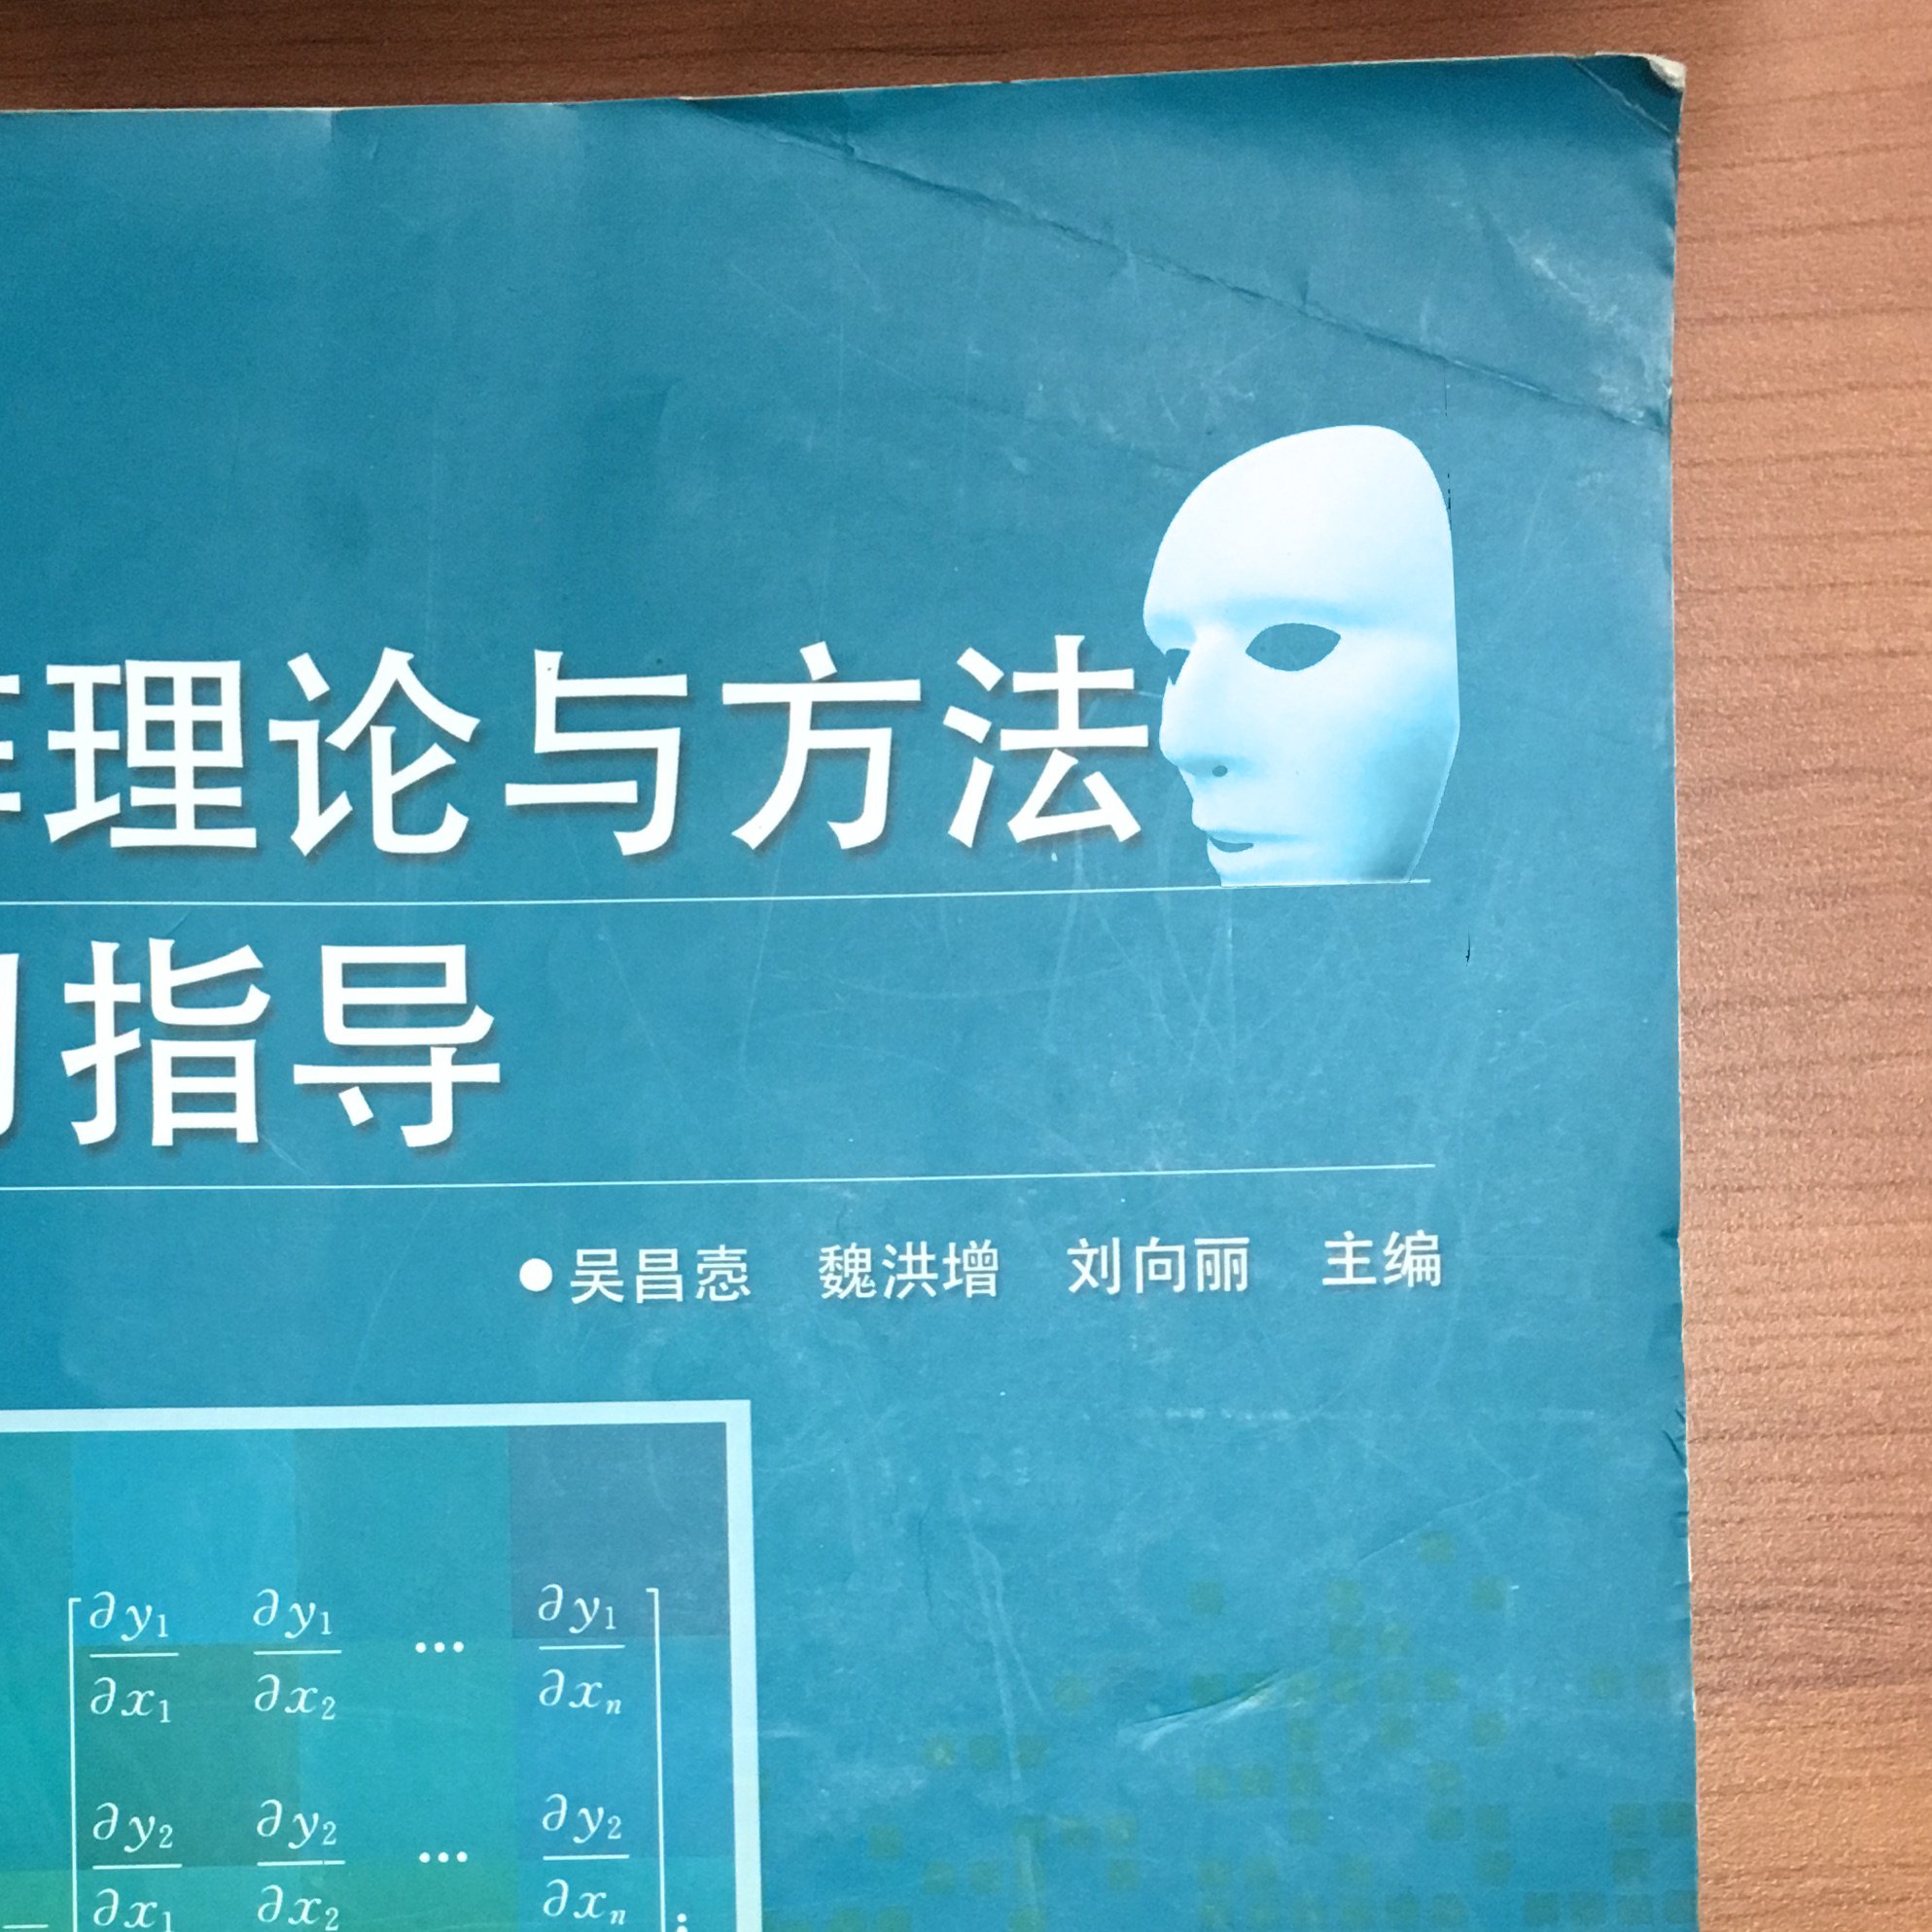 理论与方法
指导
●吴昌悫 魏洪增 刘向丽 主编
∂y₁ ∂y₁ ⋯ ∂y₁
∂x₁ ∂x₂ ∂xₙ
∂y₂ ∂y₂ ⋯ ∂y₂
∂x₁ ∂x₂ ∂xₙ